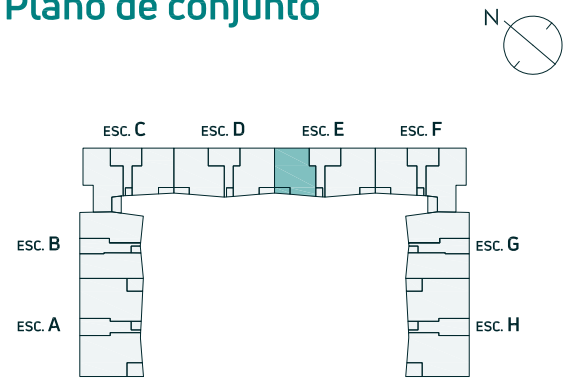 Plano de conjunto
N
ESC. C
ESC. D
ESC. E
ESC. F
ESC. B
ESC. G
ESC. A
ESC. H